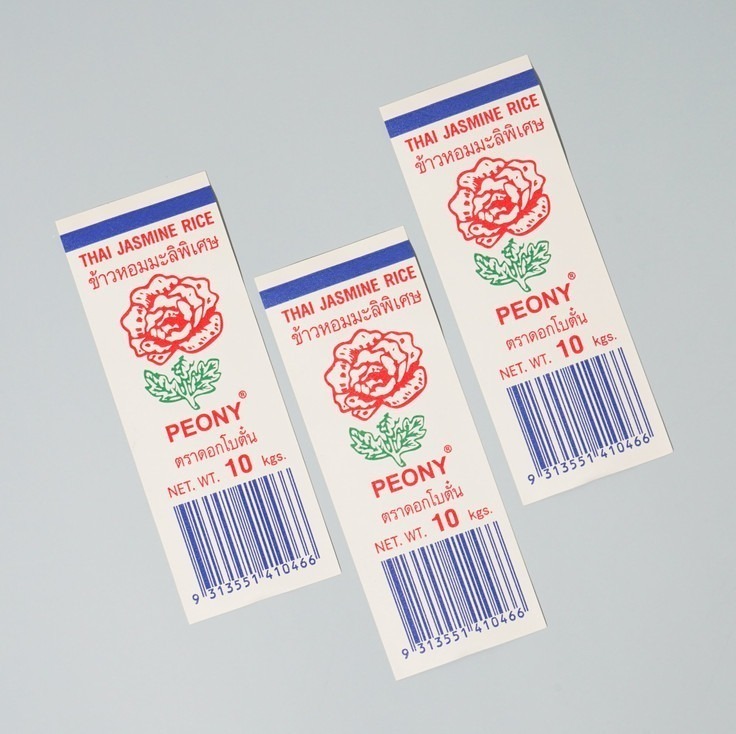 THAI JASMINE RICE
ข้าวหอมมะลิพิเศษ
PEONY®
ตราดอกโบตั๋น
NET. WT. 10 kgs.
9 313551 410466
THAI JASMINE RICE
ข้าวหอมมะลิพิเศษ
PEONY®
ตราดอกโบตั๋น
NET. WT. 10 kgs.
9 313551 410466
THAI JASMINE RICE
ข้าวหอมมะลิพิเศษ
PEONY®
ตราดอกโบตั๋น
NET. WT. 10 kgs.
9 313551 410466